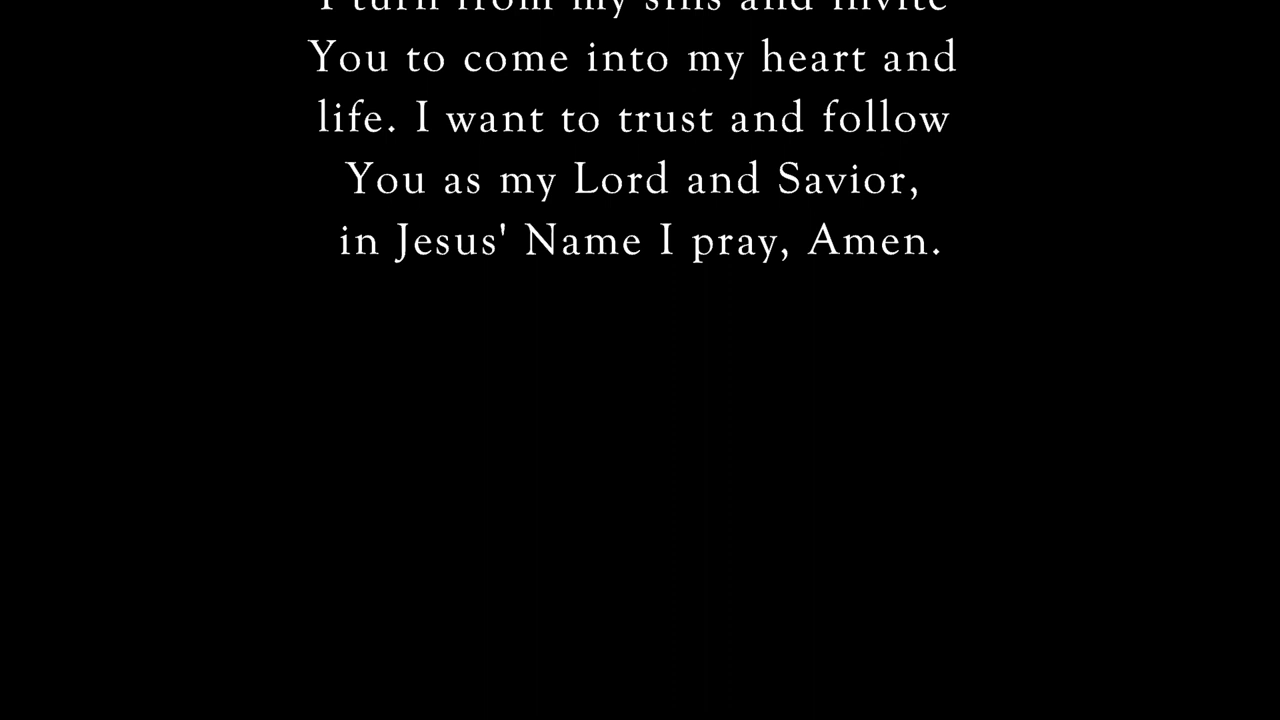 I turn from my sins and invite
You to come into my heart and
life. I want to trust and follow
You as my Lord and Savior,
in Jesus' Name I pray, Amen.